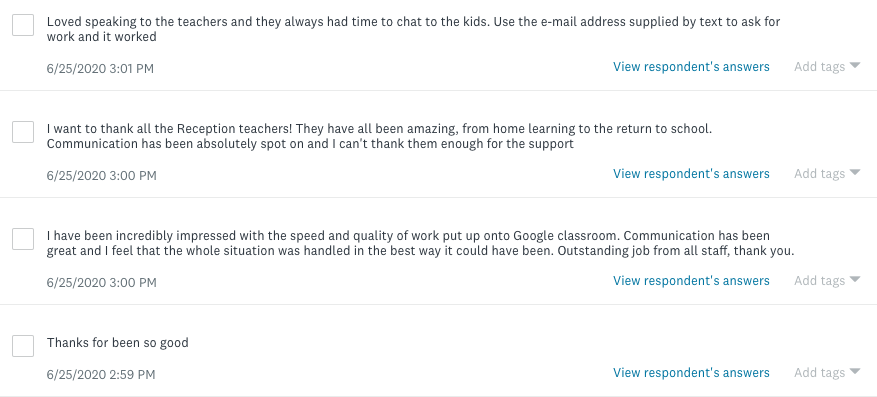 Loved speaking to the teachers and they always had time to chat to the kids. Use the e-mail address supplied by text to ask for
work and it worked
6/25/2020 3:01 PM
View respondent's answers
Add tags
I want to thank all the Reception teachers! They have all been amazing, from home learning to the return to school.
Communication has been absolutely spot on and I can't thank them enough for the support
6/25/2020 3:00 PM
View respondent's answers
Add tags
I have been incredibly impressed with the speed and quality of work put up onto Google classroom. Communication has been
great and I feel that the whole situation was handled in the best way it could have been. Outstanding job from all staff, thank you.
6/25/2020 3:00 PM
View respondent's answers
Add tags
Thanks for been so good
6/25/2020 2:59 PM
View respondent's answers
Add tags